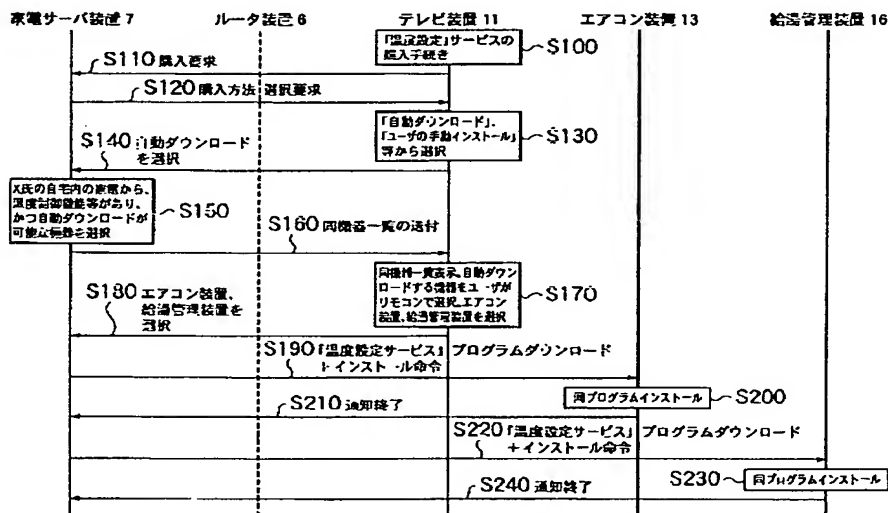 家電サーバ装置 7
ルータ装置 6
テレビ装置 11
エアコン装置 13
給湯管理装置 16
「温度設定」サービスの
購入手続き
S100
S110 購入要求
S120 購入方法 選択要求
「自動ダウンロード」、
「ユーザの手動インストール」
等から選択
S130
S140 自動ダウンロード
を選択
X氏の自宅内の家電から、
温度制御機能等があり、
かつ自動ダウンロードが
可能な機器を選択
S150
S160 同機器一覧の送付
同機器一覧表示、自動ダウン
ロードする機器をユーザが
リモコンで選択、エアコン
装置、給湯管理装置を選択
S170
S180 エアコン装置、
給湯管理装置を
選択
S190 「温度設定サービス」 プログラムダウンロード
+インストール命令
同プログラムインストール
S200
S210 通知終了
S220 「温度設定サービス」 プログラムダウンロード
+インストール命令
S230
同プログラムインストール
S240 通知終了